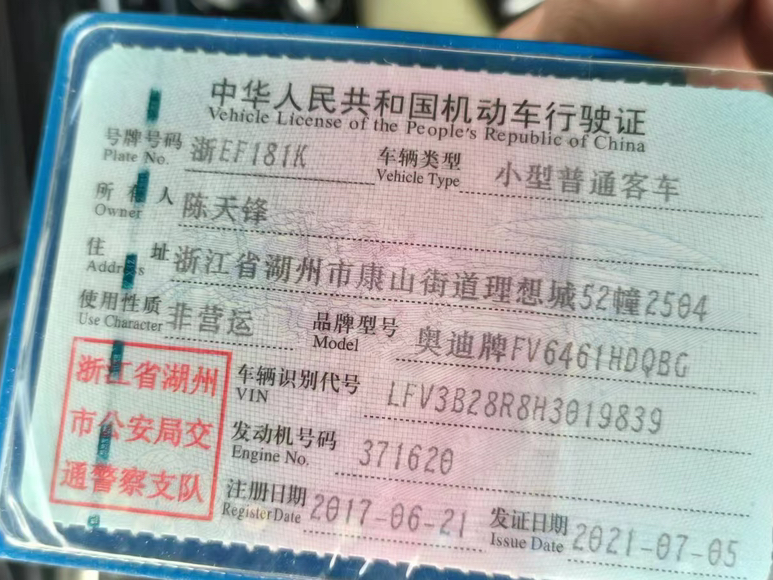 中华人民共和国机动车行驶证
Vehicle License of the People's Republic of China
号牌号码 浙EF181K 车辆类型 小型普通客车
Plate No. Vehicle Type
所有人 陈天锋
Owner
住址 浙江省湖州市康山街道理想城52幢2504
Address
使用性质 非营运 品牌型号 奥迪牌FV6461HDQBG
Use Character Model
浙江省湖州
市公安局交
通警察支队
车辆识别代号 LFV3B28R8H3019839
VIN
发动机号码 371620
Engine No.
注册日期 2017-06-21 发证日期 2021-07-05
Register Date Issue Date